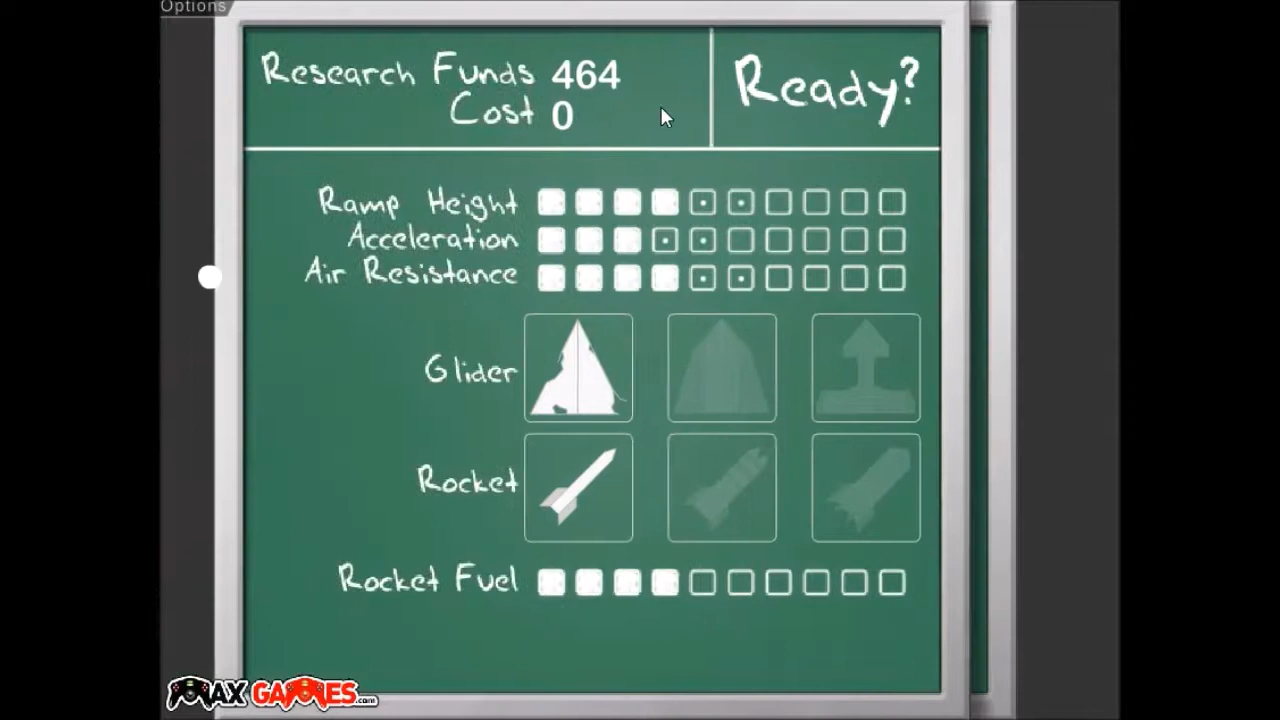 Options
Research Funds 464
Cost 0
Ready?
Ramp Height
Acceleration
Air Resistance
Glider
Rocket
Rocket Fuel
MAX GAMES.com